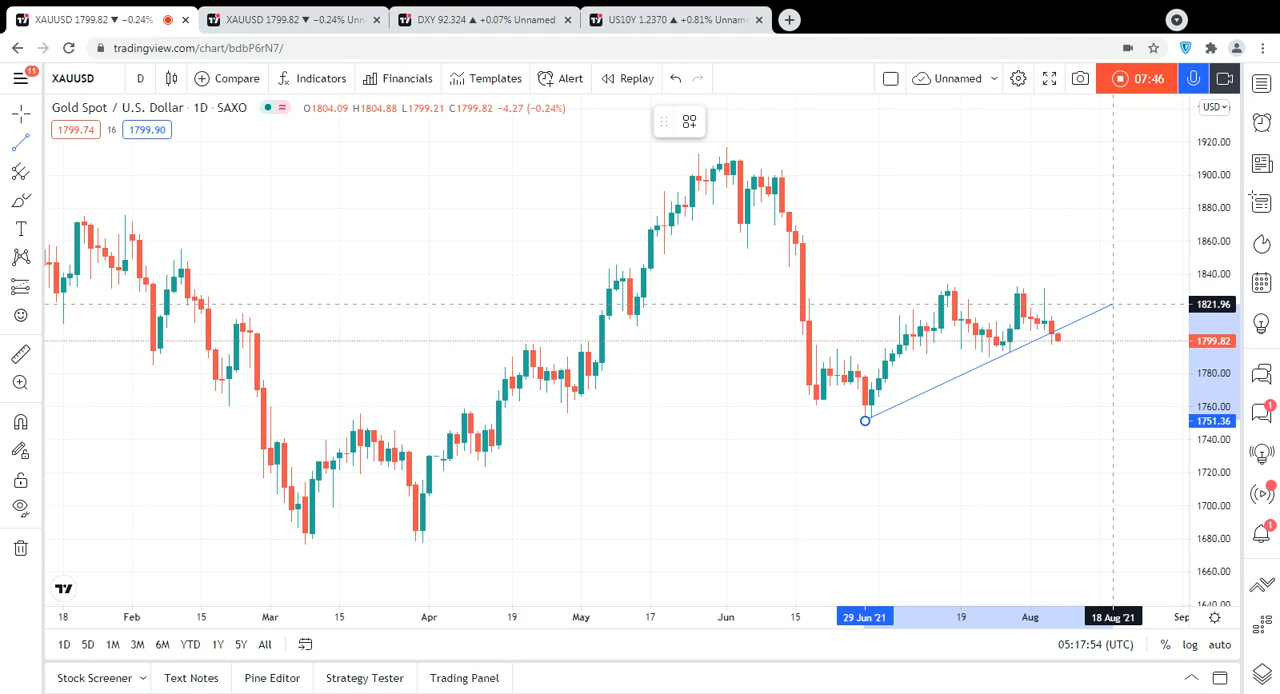 XAUUSD 1799.82 ▼ −0.24%
XAUUSD 1799.82 ▼ −0.24% Unn
DXY 92.324 ▲ +0.07% Unnamed
US10Y 1.2370 ▲ +0.81% Unnam
tradingview.com/chart/bdbP6rN7/
11
XAUUSD D Compare Indicators Financials Templates Alert Replay Unnamed 07:46
Gold Spot / U.S. Dollar · 1D · SAXO O1804.09 H1804.88 L1799.21 C1799.82 −4.27 (−0.24%)
USD
1799.74 16 1799.90
1920.00
1900.00
1880.00
1860.00
1840.00
1821.96
1799.82
1780.00
1760.00
1751.36
1740.00
1720.00
1700.00
1680.00
1660.00
1640.00
1
1
18 Feb 15 Mar 15 Apr 19 May 17 Jun 15 29 Jun '21 19 Aug 18 Aug '21 Sep
1D 5D 1M 3M 6M YTD 1Y 5Y All 05:17:54 (UTC) % log auto
Stock Screener Text Notes Pine Editor Strategy Tester Trading Panel